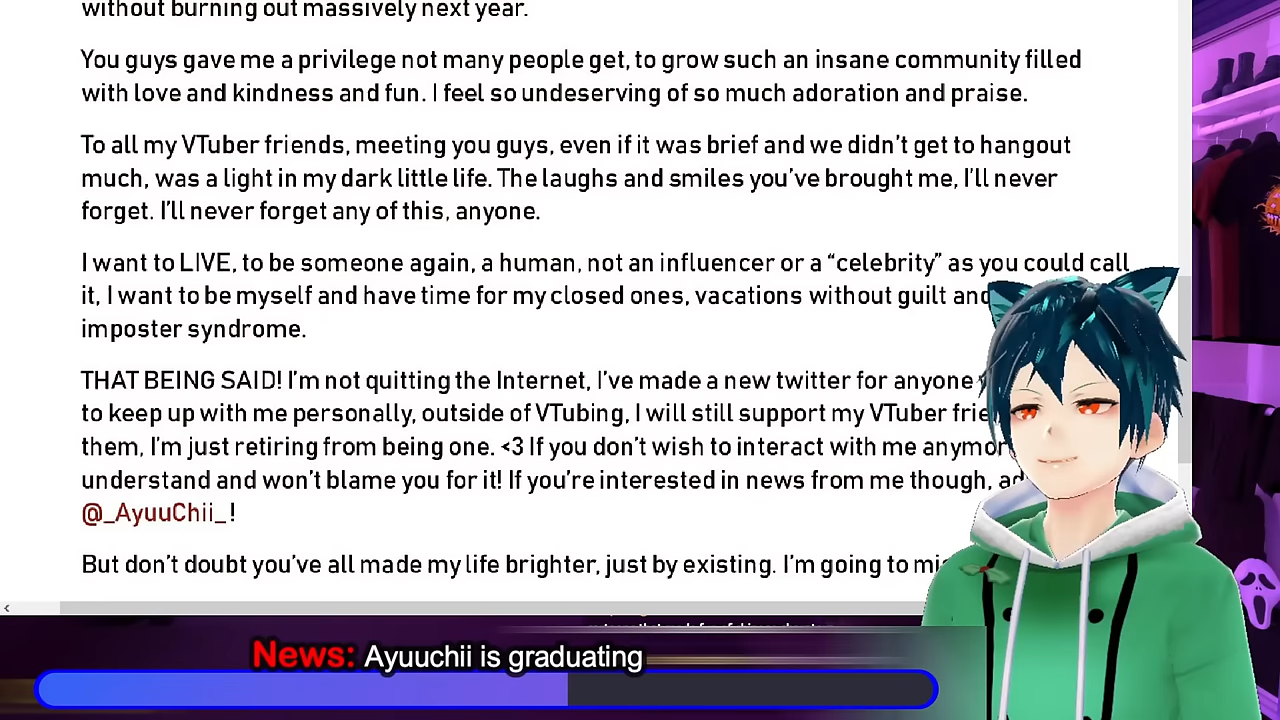 without burning out massively next year.
You guys gave me a privilege not many people get, to grow such an insane community filled
with love and kindness and fun. I feel so undeserving of so much adoration and praise.
To all my VTuber friends, meeting you guys, even if it was brief and we didn't get to hangout
much, was a light in my dark little life. The laughs and smiles you've brought me, I'll never
forget. I'll never forget any of this, anyone.
I want to LIVE, to be someone again, a human, not an influencer or a “celebrity” as you could call
it, I want to be myself and have time for my closed ones, vacations without guilt and
imposter syndrome.
THAT BEING SAID! I'm not quitting the Internet, I've made a new twitter for anyone
to keep up with me personally, outside of VTubing, I will still support my VTuber frie
them, I'm just retiring from being one. <3 If you don't wish to interact with me anymor
understand and won't blame you for it! If you're interested in news from me though, ad
@_AyuuChii_!
But don't doubt you've all made my life brighter, just by existing. I'm going to mi
News: Ayuuchii is graduating